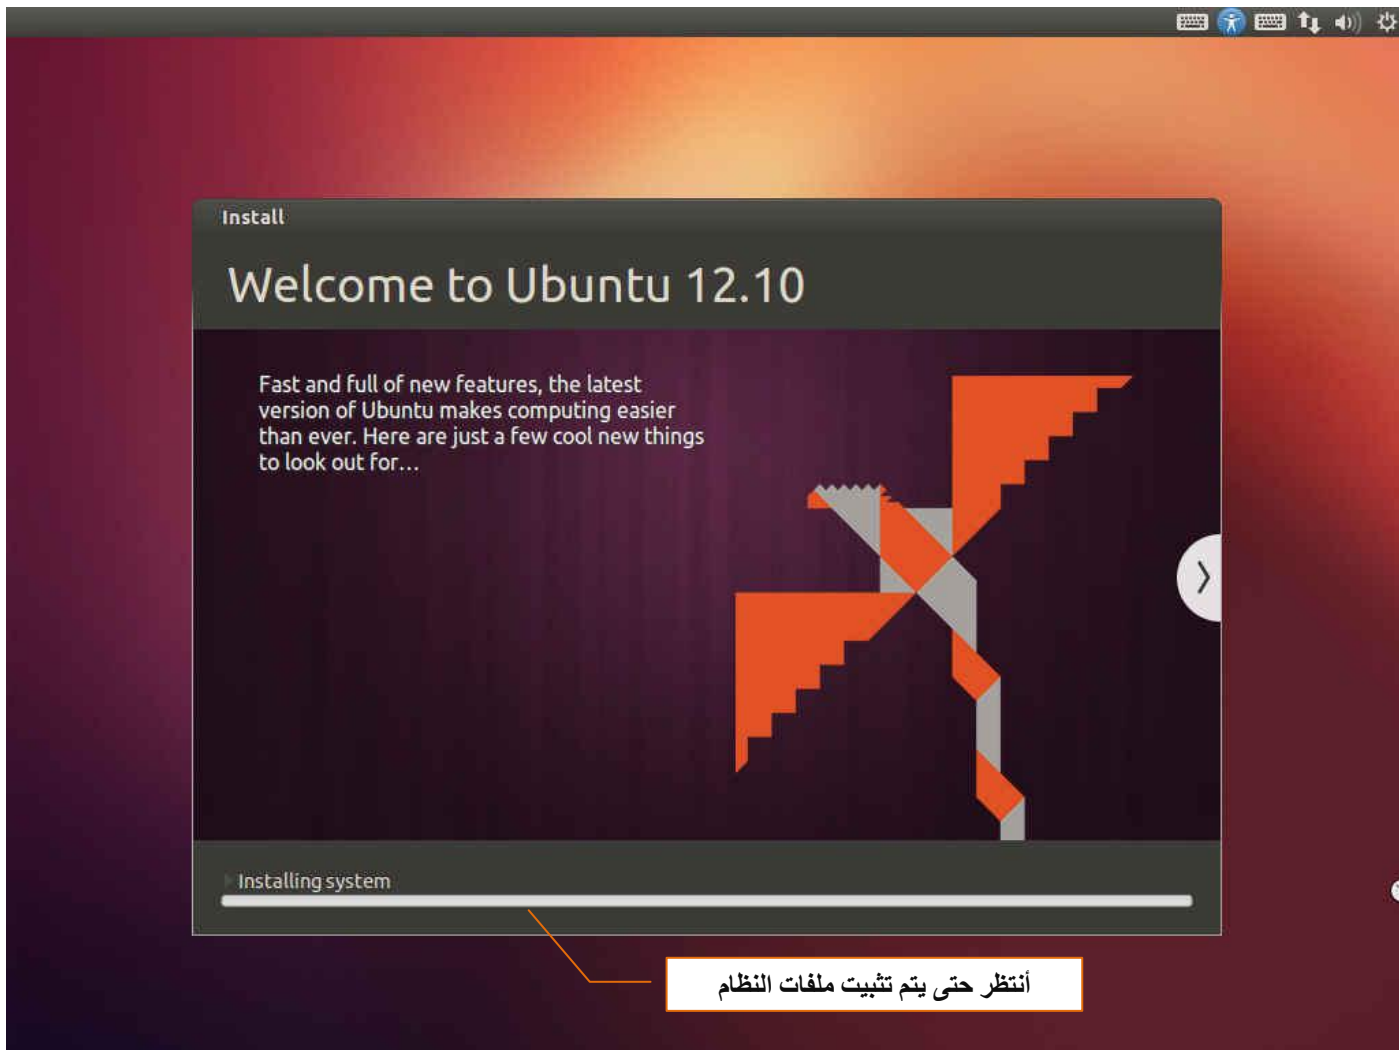 Install
Welcome to Ubuntu 12.10
Fast and full of new features, the latest
version of Ubuntu makes computing easier
than ever. Here are just a few cool new things
to look out for…
Installing system
أنتظر حتى يتم تثبيت ملفات النظام